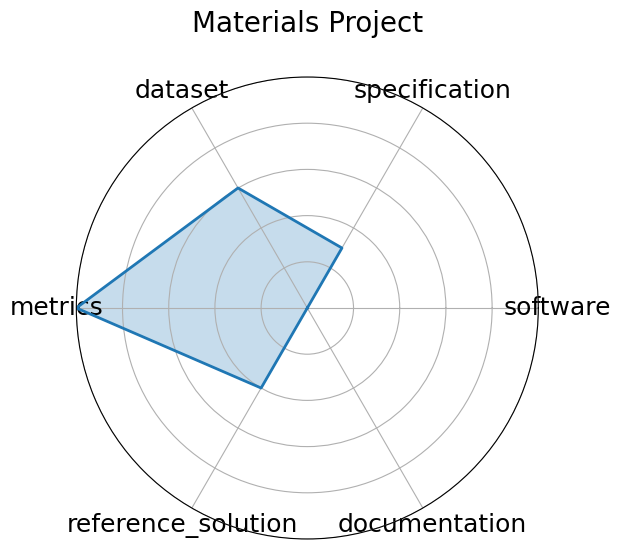 Materials Project
dataset
specification
metrics
software
reference_solution
documentation